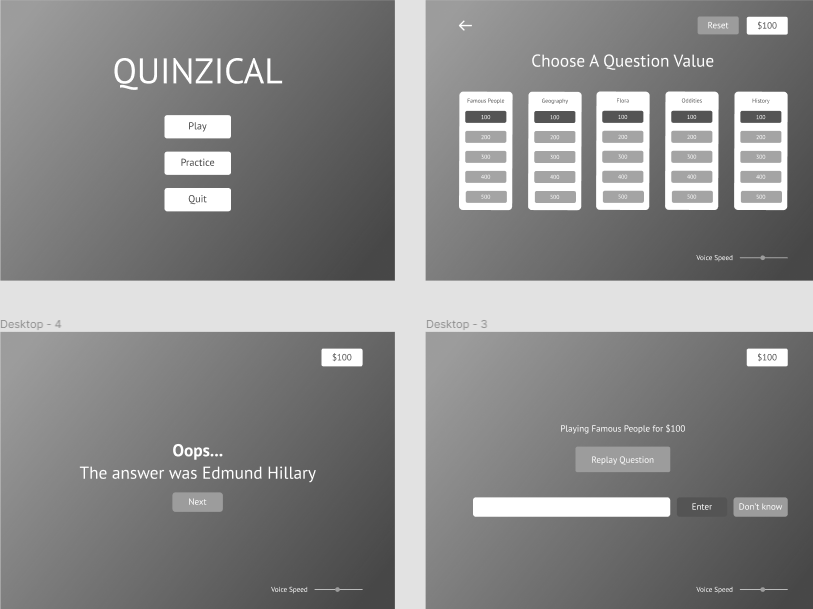 QUINZICAL
Play
Practice
Quit
Reset
$100
Choose A Question Value
Famous People
100
200
300
400
500
Geography
100
200
300
400
500
Flora
100
200
300
400
500
Oddities
100
200
300
400
500
History
100
200
300
400
500
Voice Speed
Desktop - 4
$100
Oops...
The answer was Edmund Hillary
Next
Voice Speed
Desktop - 3
$100
Playing Famous People for $100
Replay Question
Enter
Don't know
Voice Speed